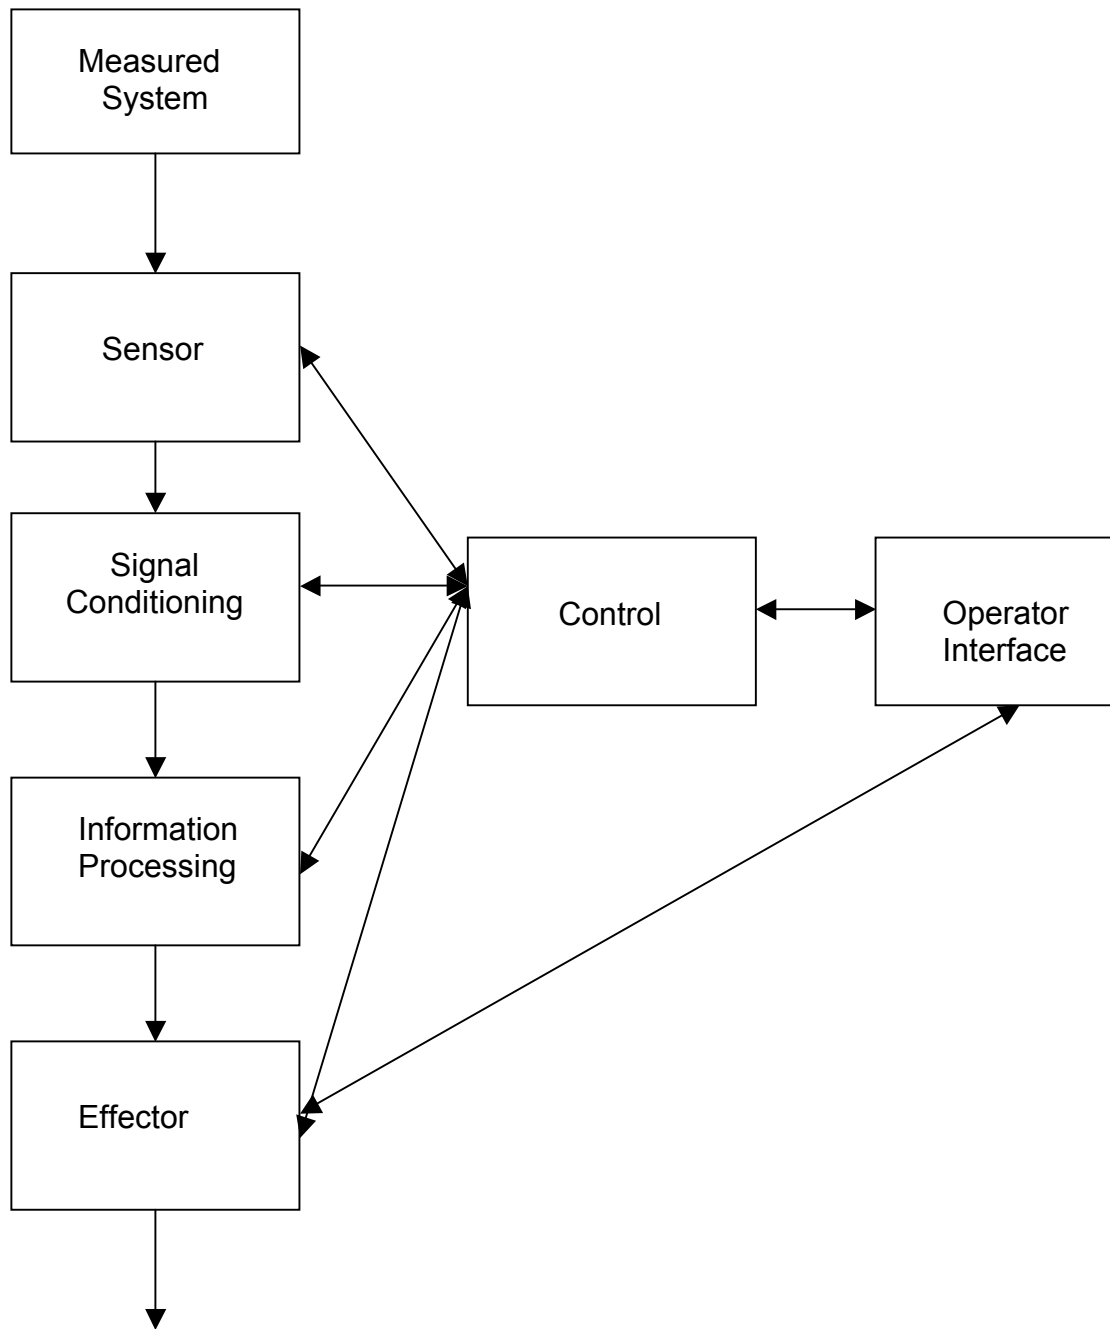 Measured
System
Sensor
Signal
Conditioning
Control
Operator
Interface
Information
Processing
Effector